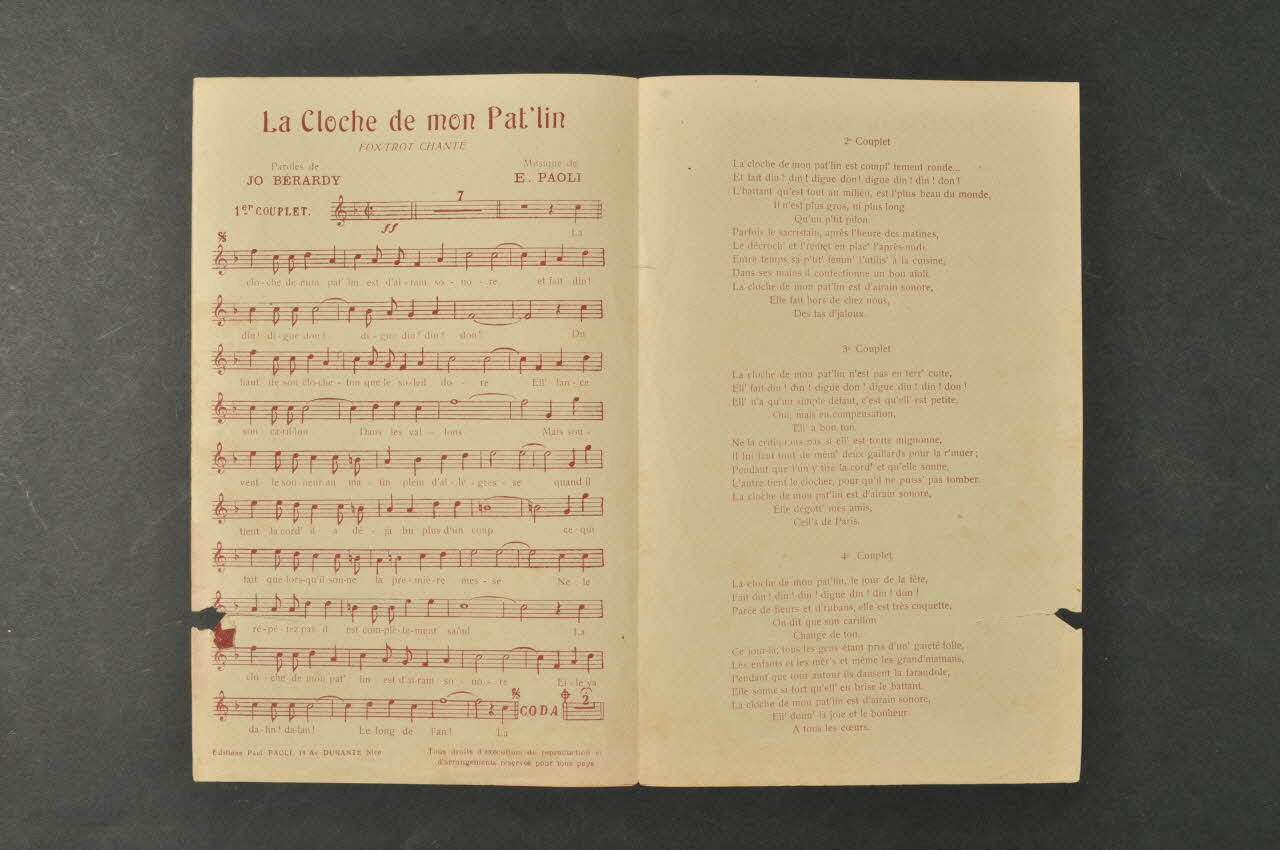 La Cloche de mon Pat'lin
FOX-TROT CHANTÉ
Paroles de
JO BÉRARDY
Musique de
E. PAOLI
1er COUPLET.
7
ff
La
clo-che de mon pat' lin est d'ai-rain so-no-re et fait din!
din! di-gue don! di-gue din! din! don! Du
haut de son clo-che-ton que le so-leil do-re Ell' lan-ce
son ca-ril-lon Dans les val-lons Mais sou-
vent le son-neur au ma-tin plein d'al-lé-gres-se quand il
tient la cord' il a dé-jà bu plus d'un coup ce qui
fait que lors-qu'il son-ne la pre-miè-re mes-se Ne le
ré-pé-tez pas il est com-plè-te-ment saoul La
clo-che de mon pat' lin est d'ai-rain so-no-re El-le va
da-lin! da-lan! Le long de l'an! La
CODA
2
Editions Paul PAOLI, 14 Av. DURANTE Nice
Tous droits d'exécution de reproduction et
d'arrangements réservés pour tous pays
2e Couplet
La cloche de mon pat'lin est compl' tement ronde...
Et fait din! din! digue don! digue din! din! don!
L'battant qu'est tout au milieu, est l'plus beau du monde,
Il n'est plus gros, ni plus long
Qu'un p'tit pilon.
Parfois le sacristain, après l'heure des matines,
Le décroch' et l'remet en plac' l'après-midi.
Entre temps sa p'tit' femm' l'utilis' à la cuisine,
Dans ses mains il confectionne un bon aïoli.
La cloche de mon pat'lin est d'airain sonore,
Elle fait hors de chez nous,
Des tas d'jaloux.
3e Couplet
La cloche de mon pat'lin n'est pas en terr' cuite,
Ell' fait din! din! digue don! digue din! din! don!
Ell' n'a qu'un simple défaut, c'est qu'ell' est petite,
Oui, mais en compensation,
Ell' a bon ton.
Ne la critiquons pas si ell' est toute mignonne,
Il lui faut tout de mêm' deux gaillards pour la r'muer;
Pendant que l'un y tire la cord' et qu'elle sonne,
L'autre tient le clocher, pour qu'il ne puiss' pas tomber.
La cloche de mon pat'lin est d'airain sonore,
Elle dégott' mes amis,
Cell's de Paris.
4e Couplet
La cloche de mon pat'lin, le jour de la fête,
Fait din! din! din! digue din! din! don!
Parée de fleurs et d'rubans, elle est très coquette,
On dit que son carillon
Change de ton.
Ce jour-là, tous les gens étant pris d'un' gaieté folle,
Les enfants et les mèr's et même les grand'mamans,
Pendant que tout autour ils dansent la farandole,
Elle sonne si fort qu'ell' en brise le battant.
La cloche de mon pat'lin est d'airain sonore,
Ell' donn' la joie et le bonheur
A tous les cœurs.